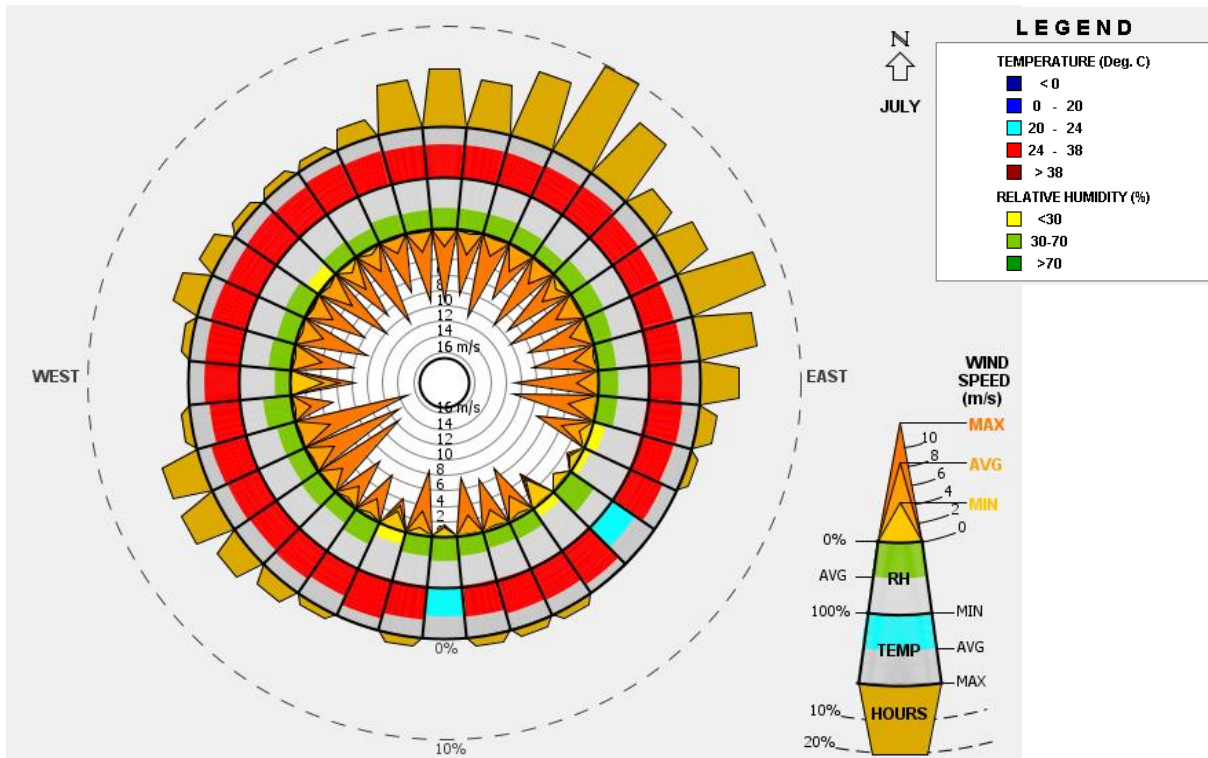 N
JULY
WEST
EAST
8
10
12
14
16 m/s
16 m/s
14
12
10
8
6
4
2
0%
10%
LEGEND
TEMPERATURE (Deg. C)
< 0
0 - 20
20 - 24
24 - 38
> 38
RELATIVE HUMIDITY (%)
<30
30-70
>70
WIND
SPEED
(m/s)
MAX
10
8
AVG
6
4
MIN
2
0
0%
AVG
RH
100%
MIN
TEMP
AVG
MAX
HOURS
10%
20%